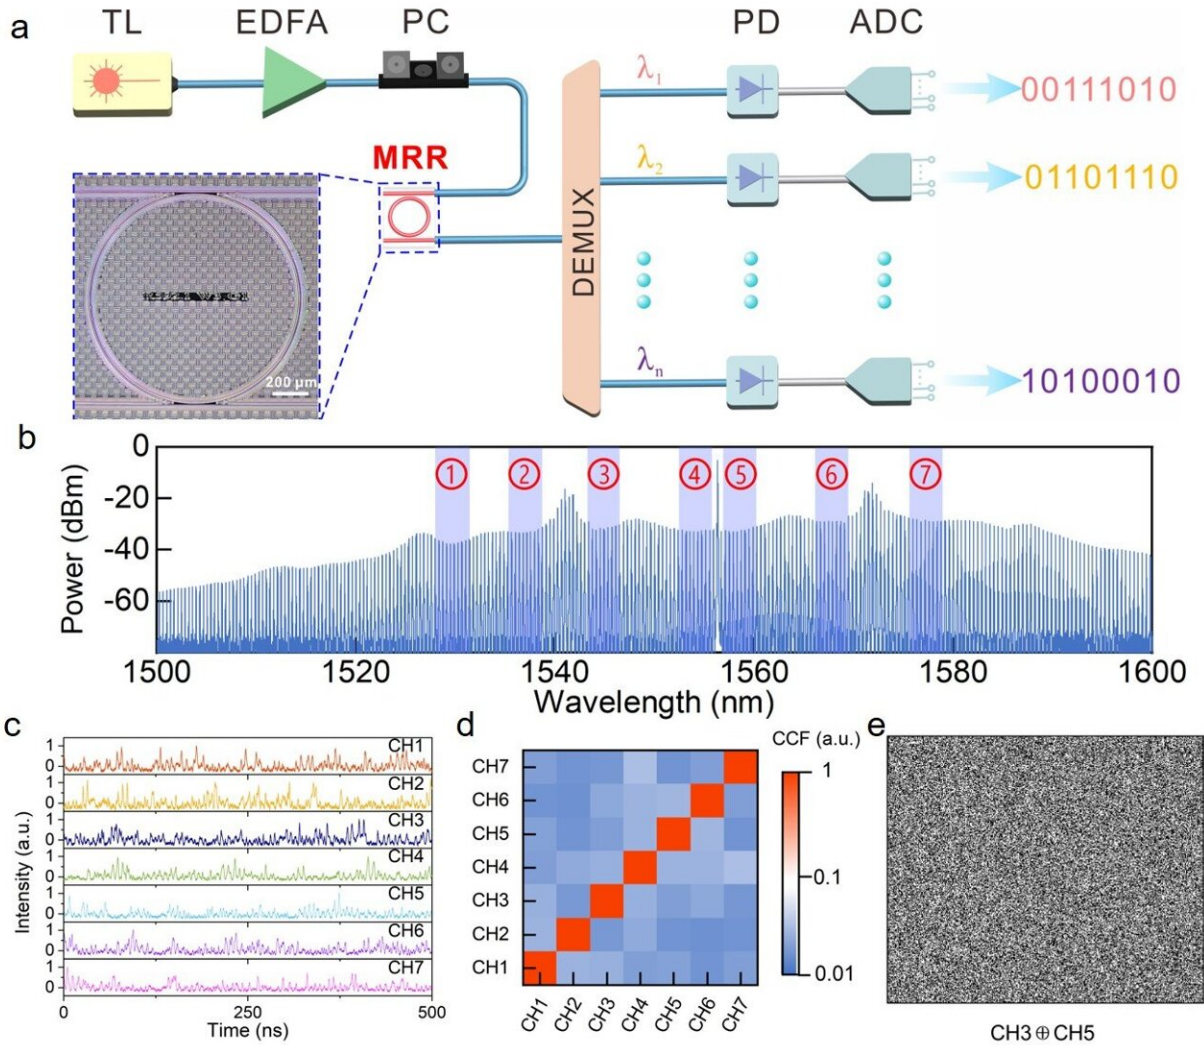 a
TL EDFA PC PD ADC
λ1
00111010
MRR
λ2
01101110
DEMUX
200 μm
λn
10100010
b
Power (dBm)
0
-20
-40
-60
① ② ③ ④ ⑤ ⑥ ⑦
1500 1520 1540 1560 1580 1600
Wavelength (nm)
c
Intensity (a.u.)
1
0
CH1
1
0
CH2
1
0
CH3
1
0
CH4
1
0
CH5
1
0
CH6
1
0
CH7
0 250 500
Time (ns)
d
CCF (a.u.)
CH7
CH6
CH5
CH4
CH3
CH2
CH1
CH1 CH2 CH3 CH4 CH5 CH6 CH7
1
0.1
0.01
e
CH3⊕CH5